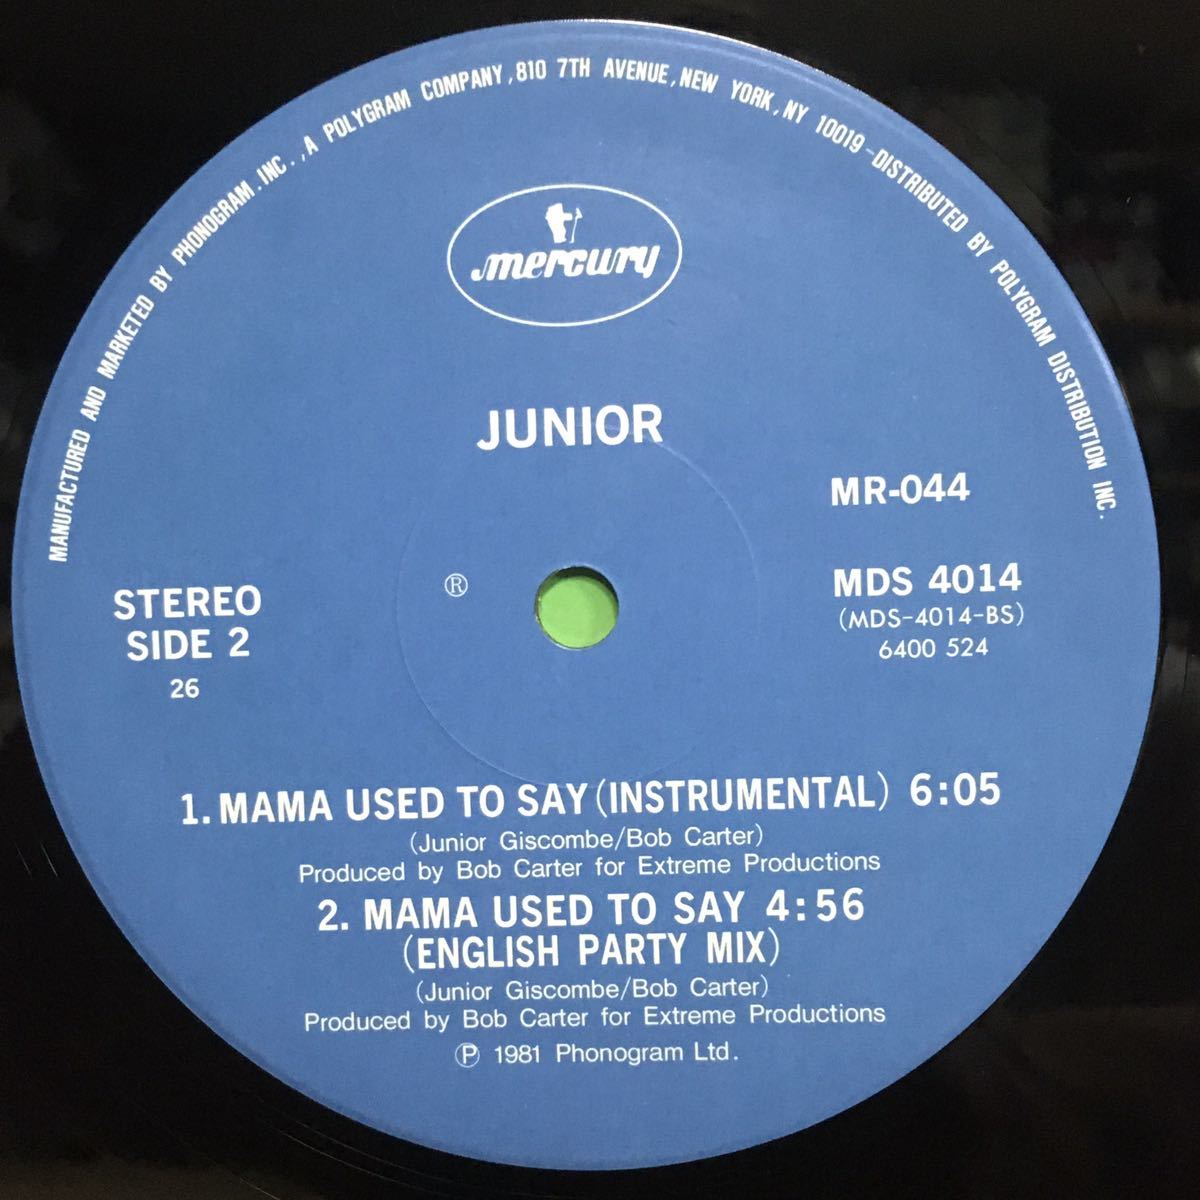 MANUFACTURED AND MARKETED BY PHONOGRAM, INC., A POLYGRAM COMPANY, 810 7TH AVENUE, NEW YORK, NY 10019-DISTRIBUTED BY POLYGRAM DISTRIBUTION INC.
mercury
JUNIOR
MR-044
®
STEREO
SIDE 2
26
MDS 4014
(MDS-4014-BS)
6400 524
1. MAMA USED TO SAY (INSTRUMENTAL) 6:05
(Junior Giscombe/Bob Carter)
Produced by Bob Carter for Extreme Productions
2. MAMA USED TO SAY 4:56
(ENGLISH PARTY MIX)
(Junior Giscombe/Bob Carter)
Produced by Bob Carter for Extreme Productions
Ⓟ 1981 Phonogram Ltd.